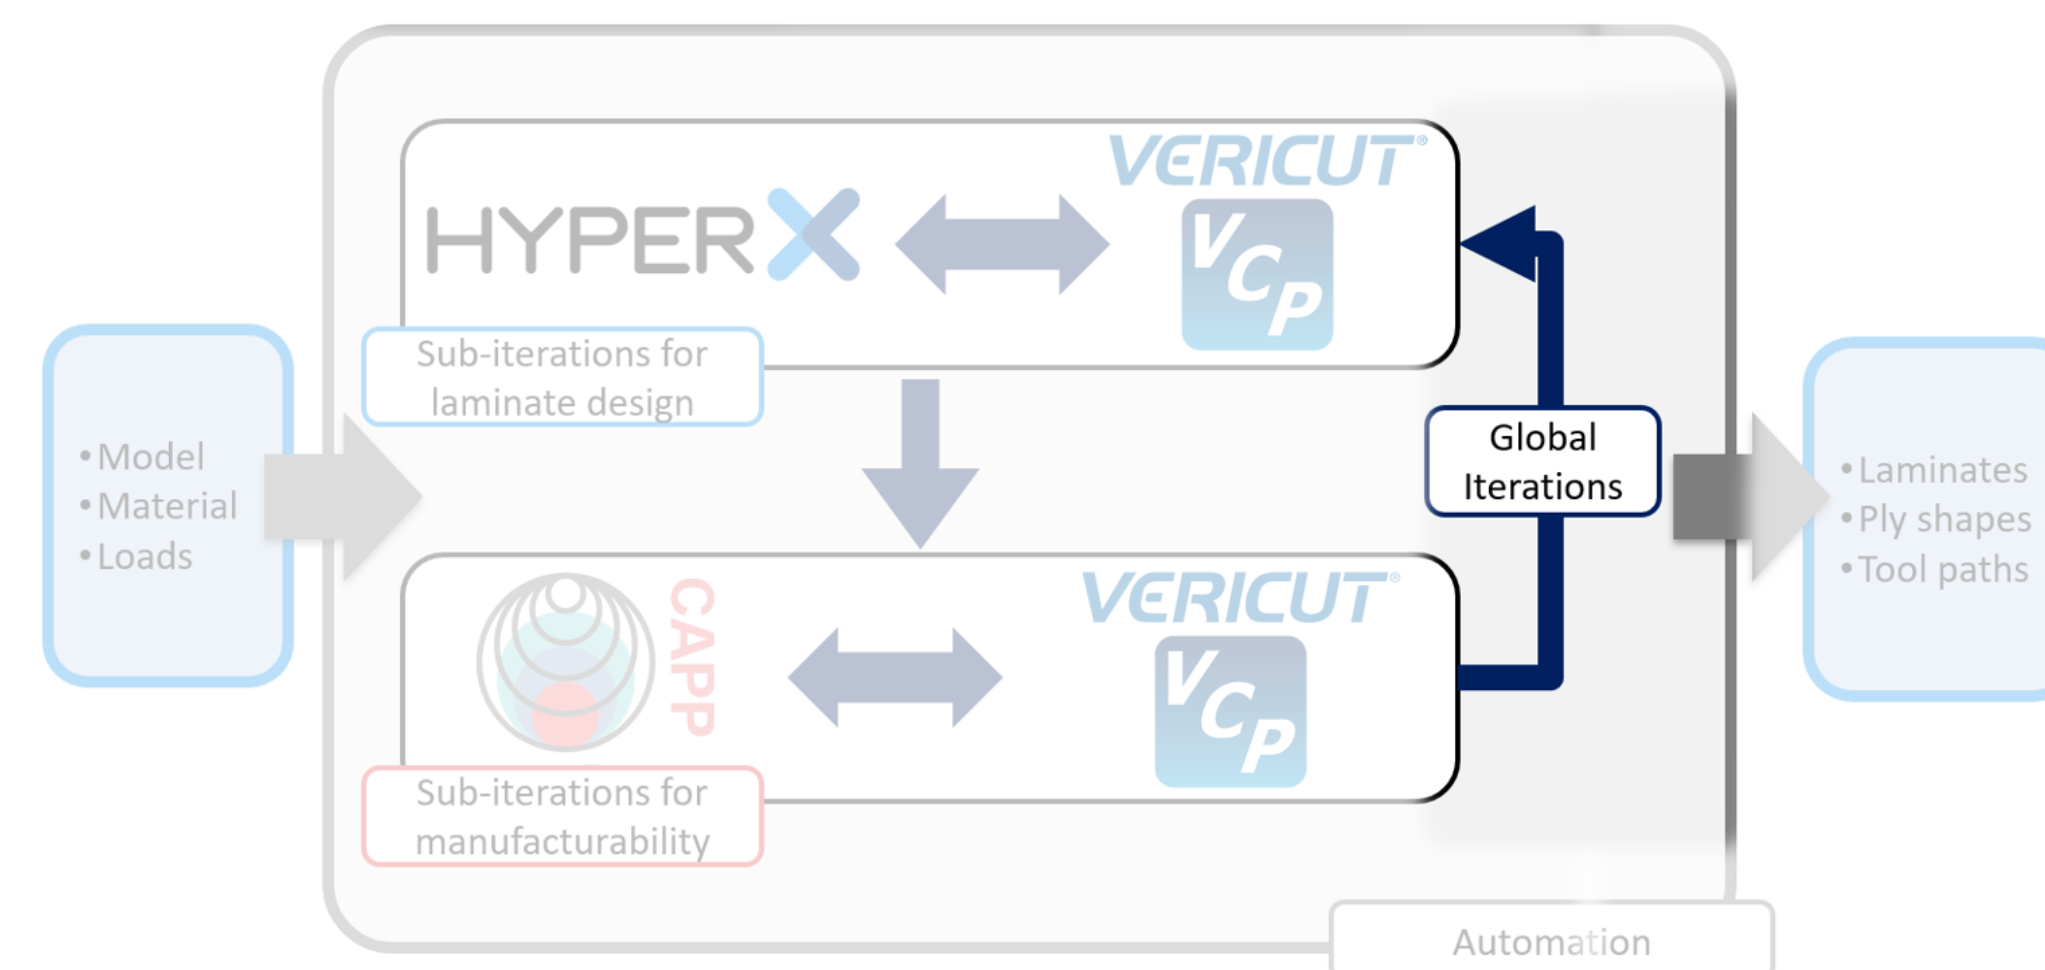 VERICUT®
HYPERX
VCP
Sub-iterations for
laminate design
Global
Iterations
• Model
• Material
• Loads
• Laminates
• Ply shapes
• Tool paths
CAPP
VERICUT®
VCP
Sub-iterations for
manufacturability
Automation